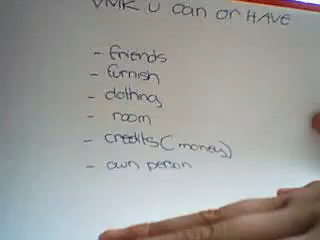 VMK U can or HAVE
- friends
- furnish
- clothing
- room
- credits (money)
- own person